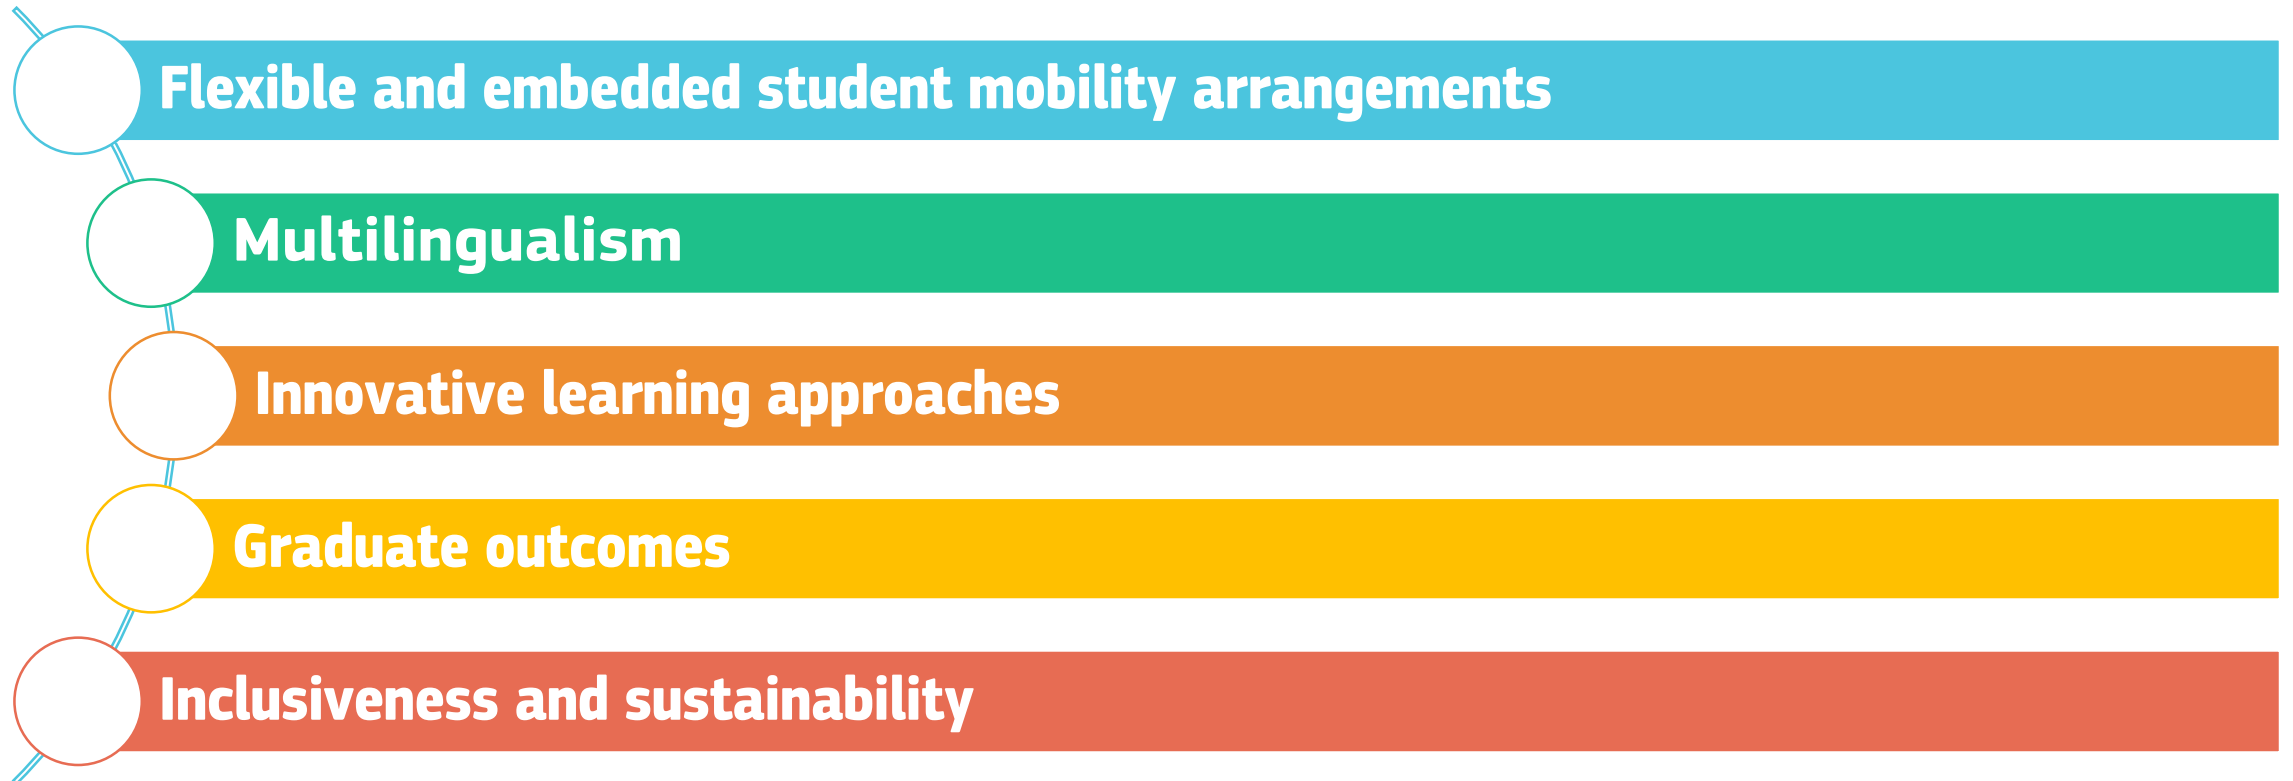 Flexible and embedded student mobility arrangements
Multilingualism
Innovative learning approaches
Graduate outcomes
Inclusiveness and sustainability